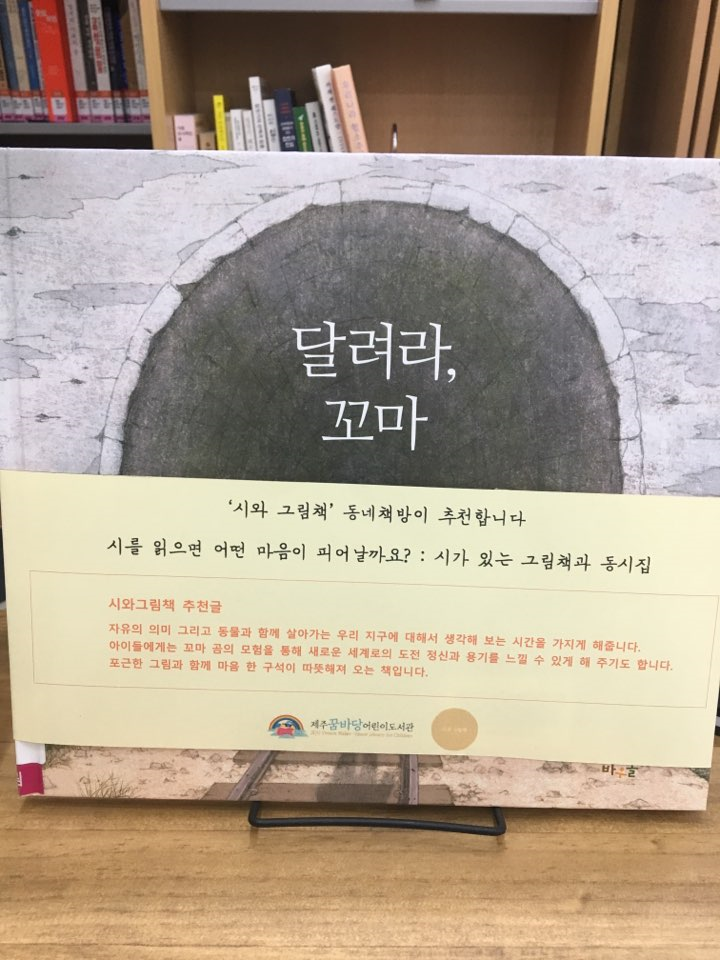 달려라,
꼬마
‘시와 그림책’ 동네책방이 추천합니다
시를 읽으면 어떤 마음이 피어날까요? : 시가 있는 그림책과 동시집
시와그림책 추천글
자유의 의미 그리고 동물과 함께 살아가는 우리 지구에 대해서 생각해 보는 시간을 가지게 해줍니다.
아이들에게는 꼬마 곰의 모험을 통해 새로운 세계로의 도전 정신과 용기를 느낄 수 있게 해 주기도 합니다.
포근한 그림과 함께 마음 한 구석이 따뜻해져 오는 책입니다.
제주꿈바당어린이도서관
바우솔